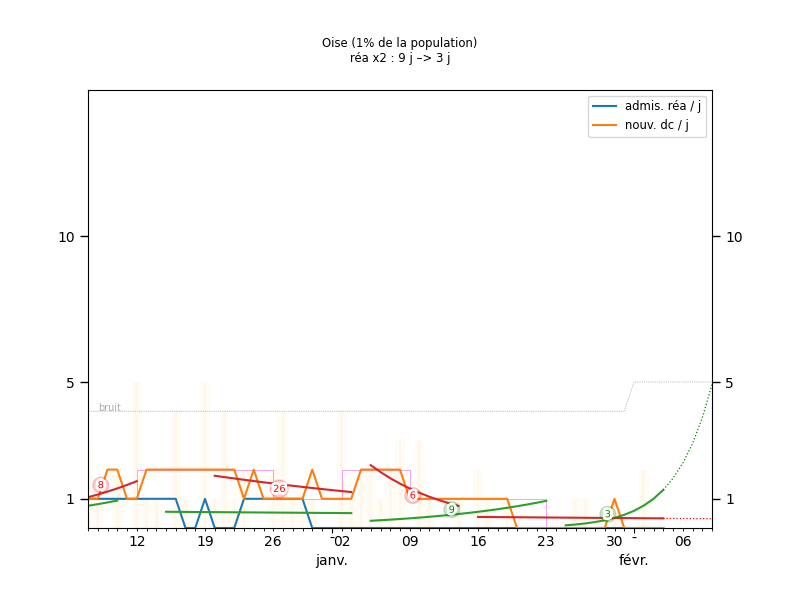 Oise (1% de la population)
réa x2 : 9 j –> 3 j
admis. réa / j
nouv. dc / j
10
10
5
5
bruit
8
26
6
9
3
1
1
12
19
26
02
09
16
23
30
06
janv.
févr.